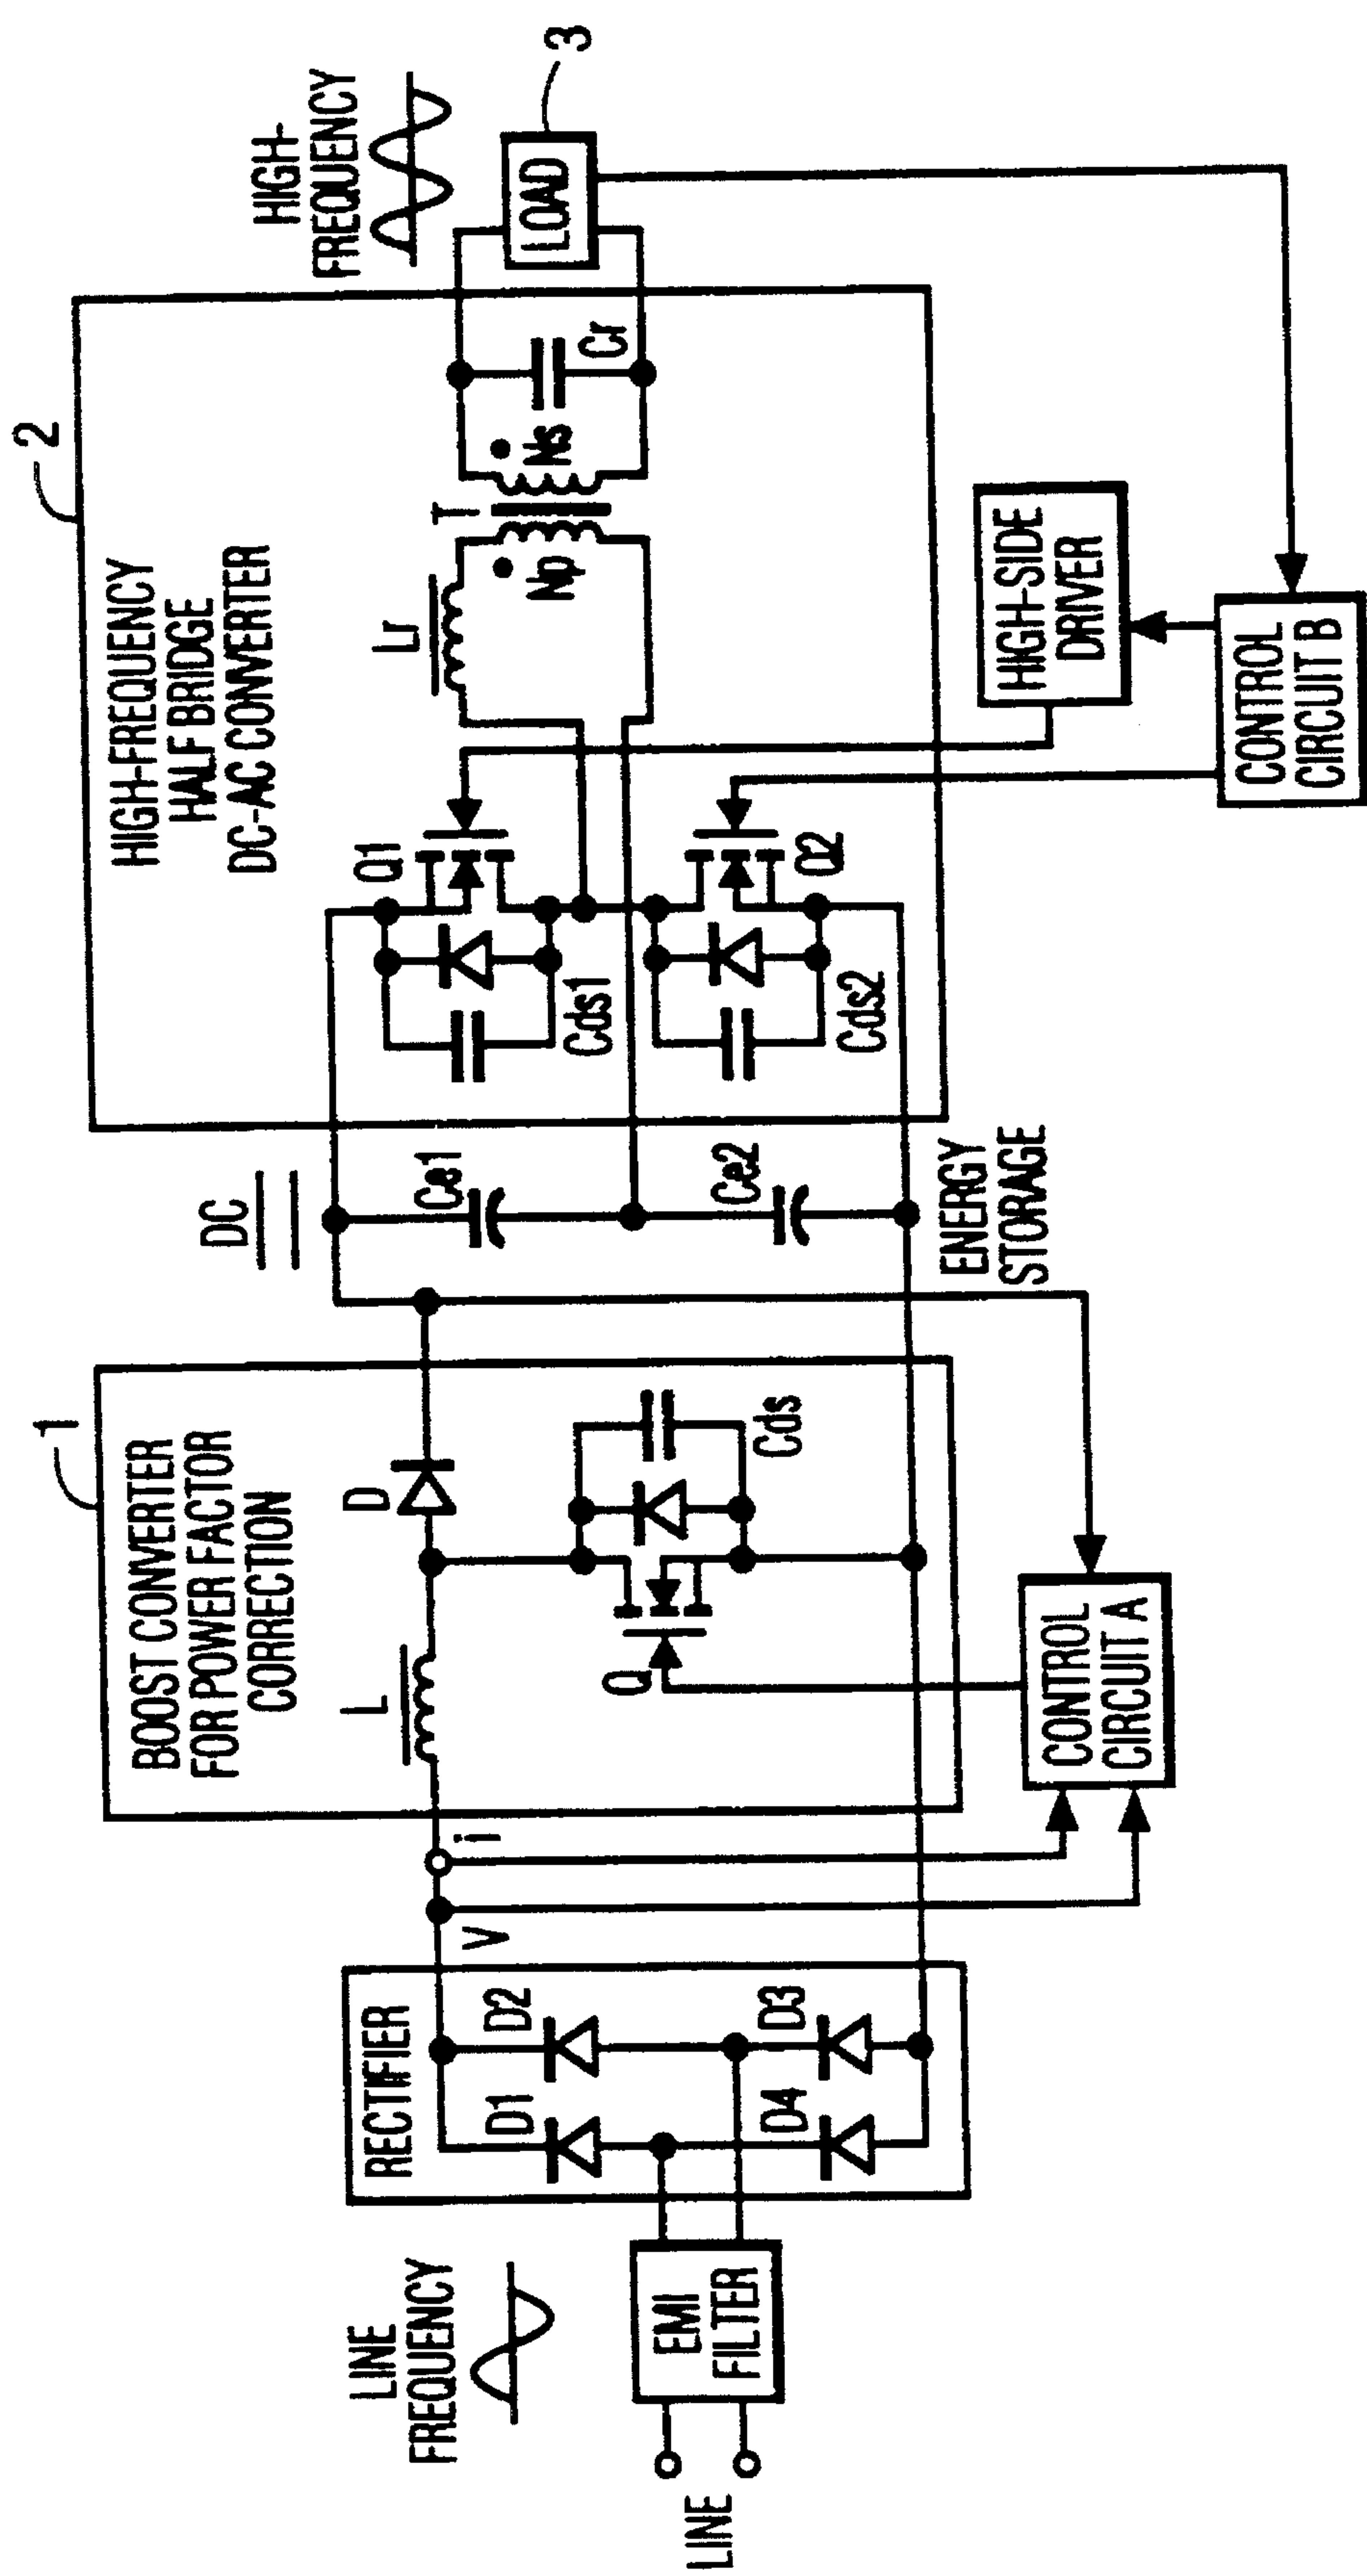 LINE
LINE
FREQUENCY
EMI
FILTER
RECTIFIER
D1
D2
D4
D3
V
i
1
BOOST CONVERTER
FOR POWER FACTOR
CORRECTION
L
D
Q
Cds
CONTROL
CIRCUIT A
DC
Ce1
Ce2
ENERGY
STORAGE
2
HIGH-FREQUENCY
HALF BRIDGE
DC-AC CONVERTER
Q1
Cds1
Q2
Cds2
Lr
T
Np
Ns
Cr
HIGH-SIDE
DRIVER
CONTROL
CIRCUIT B
HIGH-
FREQUENCY
LOAD
3